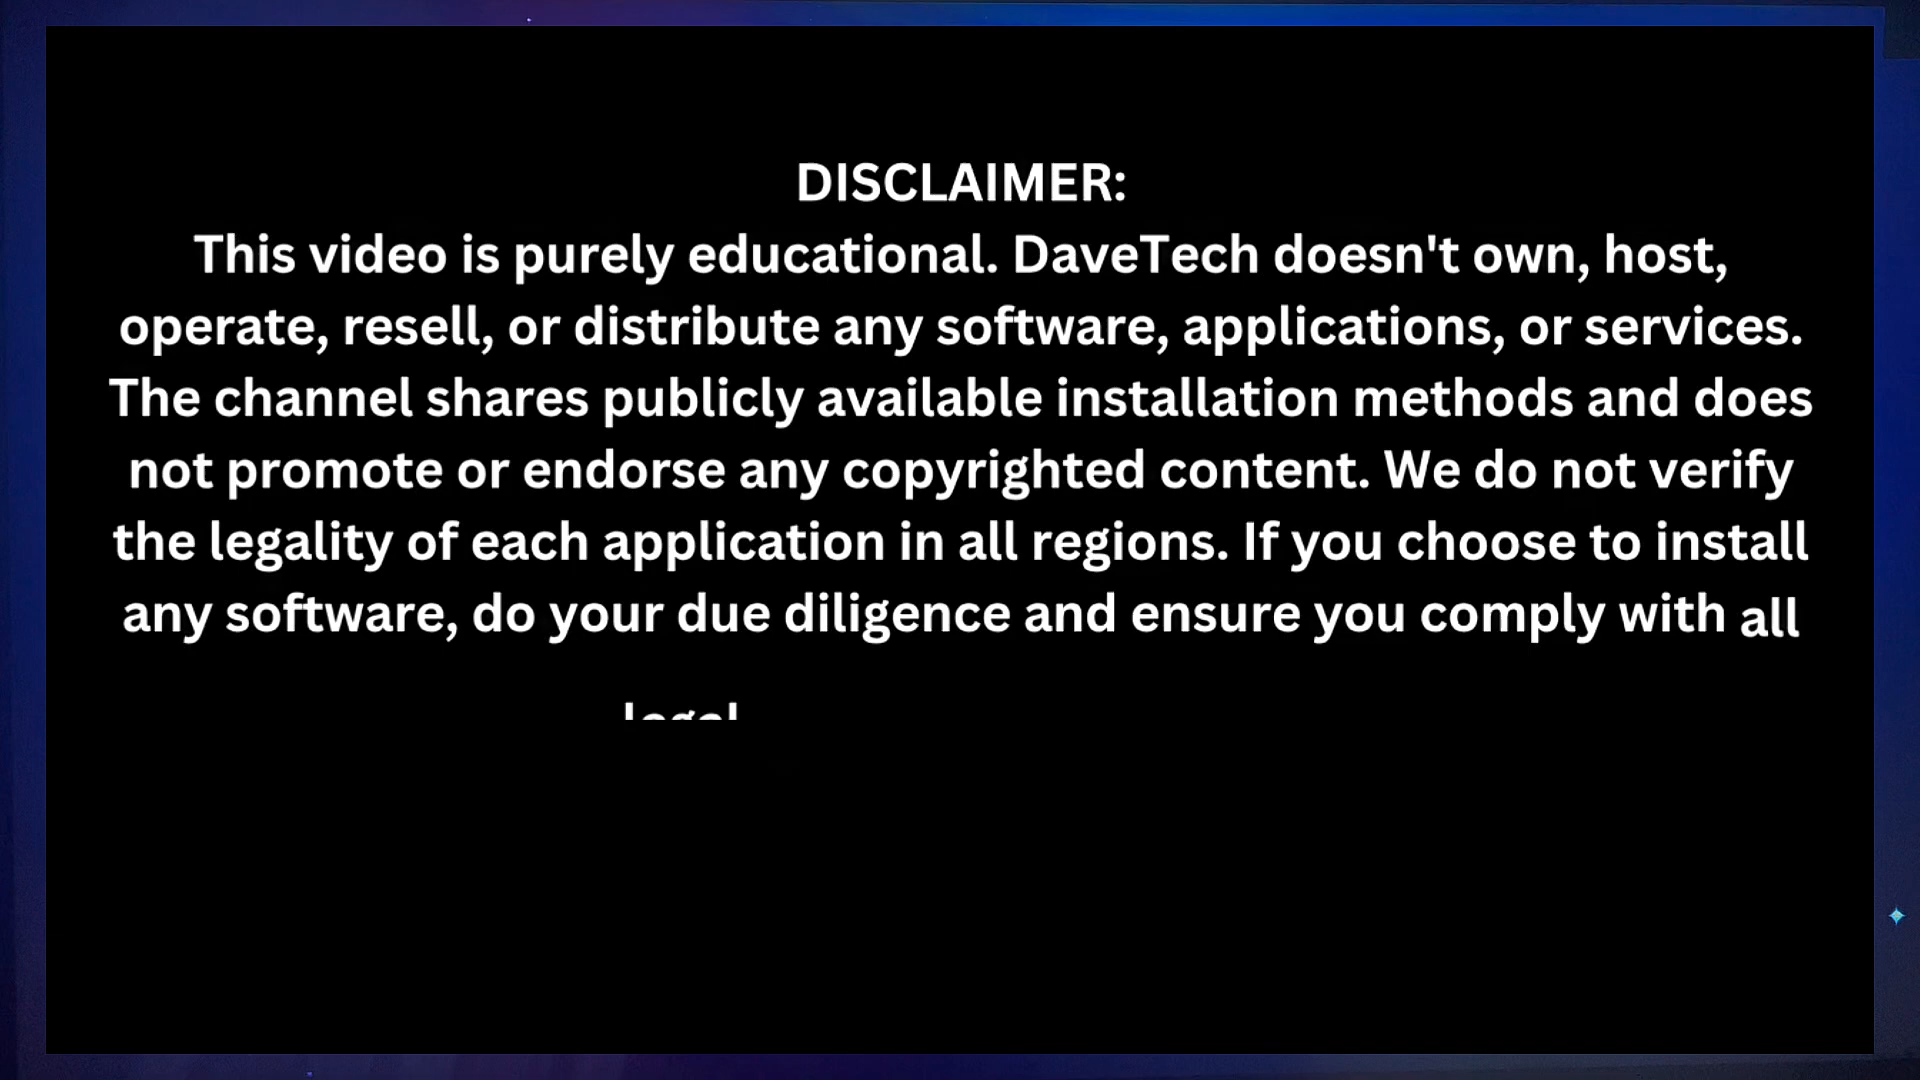 DISCLAIMER:
This video is purely educational. DaveTech doesn't own, host,
operate, resell, or distribute any software, applications, or services.
The channel shares publicly available installation methods and does
not promote or endorse any copyrighted content. We do not verify
the legality of each application in all regions. If you choose to install
any software, do your due diligence and ensure you comply with all
legal